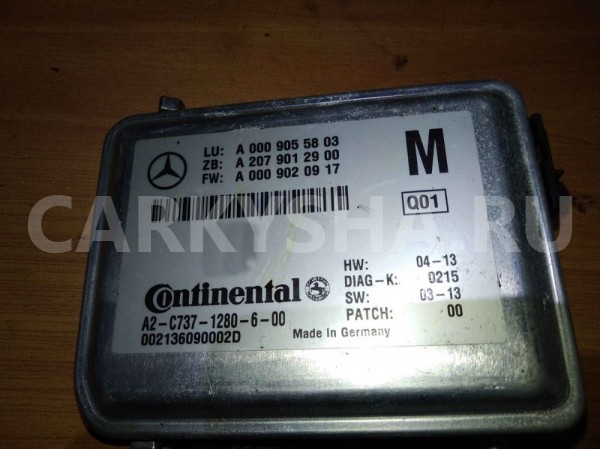 LU: A 000 905 58 03
ZB: A 207 901 29 00
FW: A 000 902 09 17
M
Q01
CARKYSHA.RU
Continental
A2-C737-1280-6-00
002136090002D
HW: 04-13
DIAG-K: 0215
SW: 03-13
PATCH: 00
Made in Germany